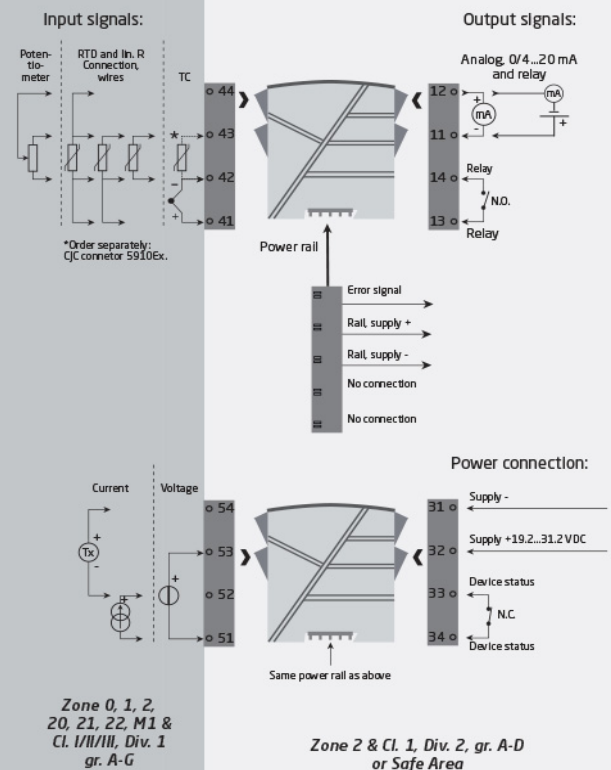 Input signals:
Output signals:
Poten-
tio-
meter
RTD and lin. R
Connection,
wires
TC
Analog, 0/4...20 mA
and relay
44
43
42
41
*
−
+
*Order separately:
CJC connetor 5910Ex.
12
11
14
13
+
mA
-
mA
+
Relay
N.O.
Relay
Power rail
Error signal
Rail, supply +
Rail, supply -
No connection
No connection
Power connection:
Current
Voltage
54
53
52
51
+
Tx
-
+
+
31
32
33
34
Supply -
Supply +19.2...31.2 VDC
Device status
N.C.
Device status
Same power rail as above
Zone 0, 1, 2,
20, 21, 22, M1 &
Cl. I/II/III, Div. 1
gr. A-G
Zone 2 & Cl. 1, Div. 2, gr. A-D
or Safe Area